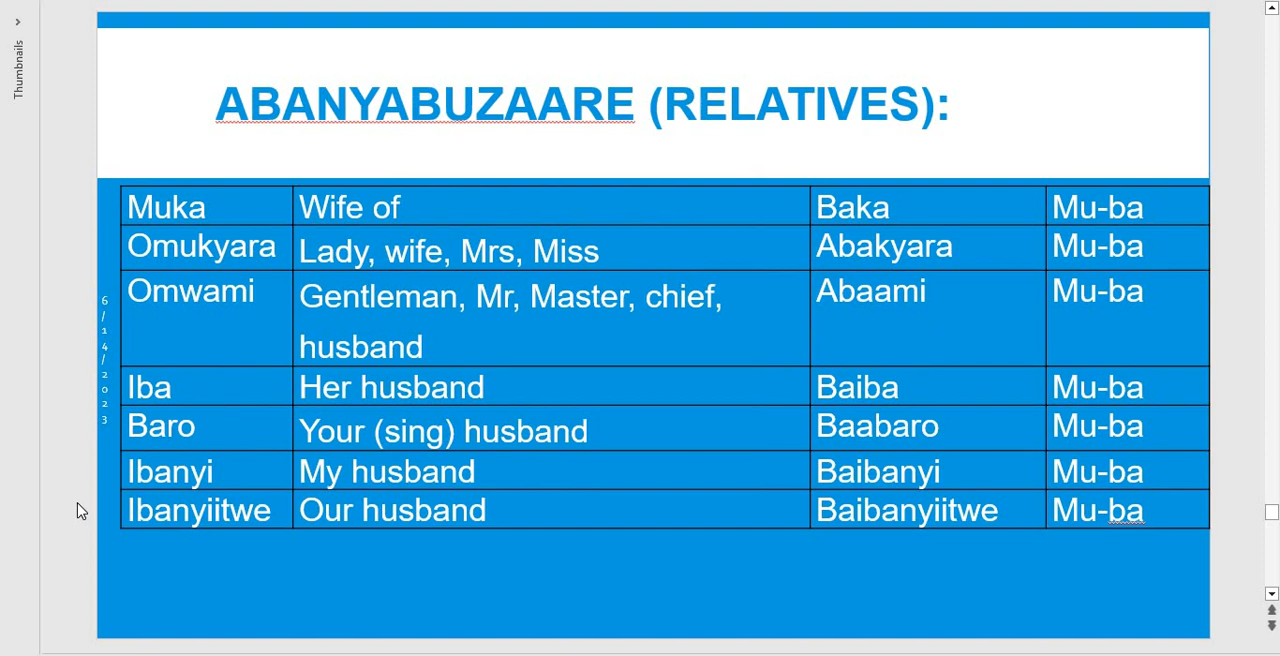 Thumbnails
ABANYABUZAARE (RELATIVES):
Muka Wife of Baka Mu-ba
Omukyara Lady, wife, Mrs, Miss Abakyara Mu-ba
Omwami Gentleman, Mr, Master, chief, Abaami Mu-ba
husband
Iba Her husband Baiba Mu-ba
Baro Your (sing) husband Baabaro Mu-ba
Ibanyi My husband Baibanyi Mu-ba
Ibanyiitwe Our husband Baibanyiitwe Mu-ba
6/14/2023